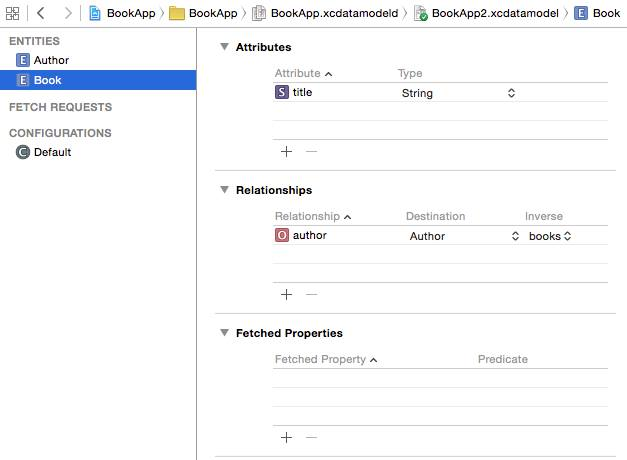 BookApp BookApp BookApp.xcdatamodeld BookApp2.xcdatamodel E Book
ENTITIES
E Author
E Book
FETCH REQUESTS
CONFIGURATIONS
C Default
Attributes
Attribute Type
S title String
+ −
Relationships
Relationship Destination Inverse
O author Author books
+ −
Fetched Properties
Fetched Property Predicate
+ −